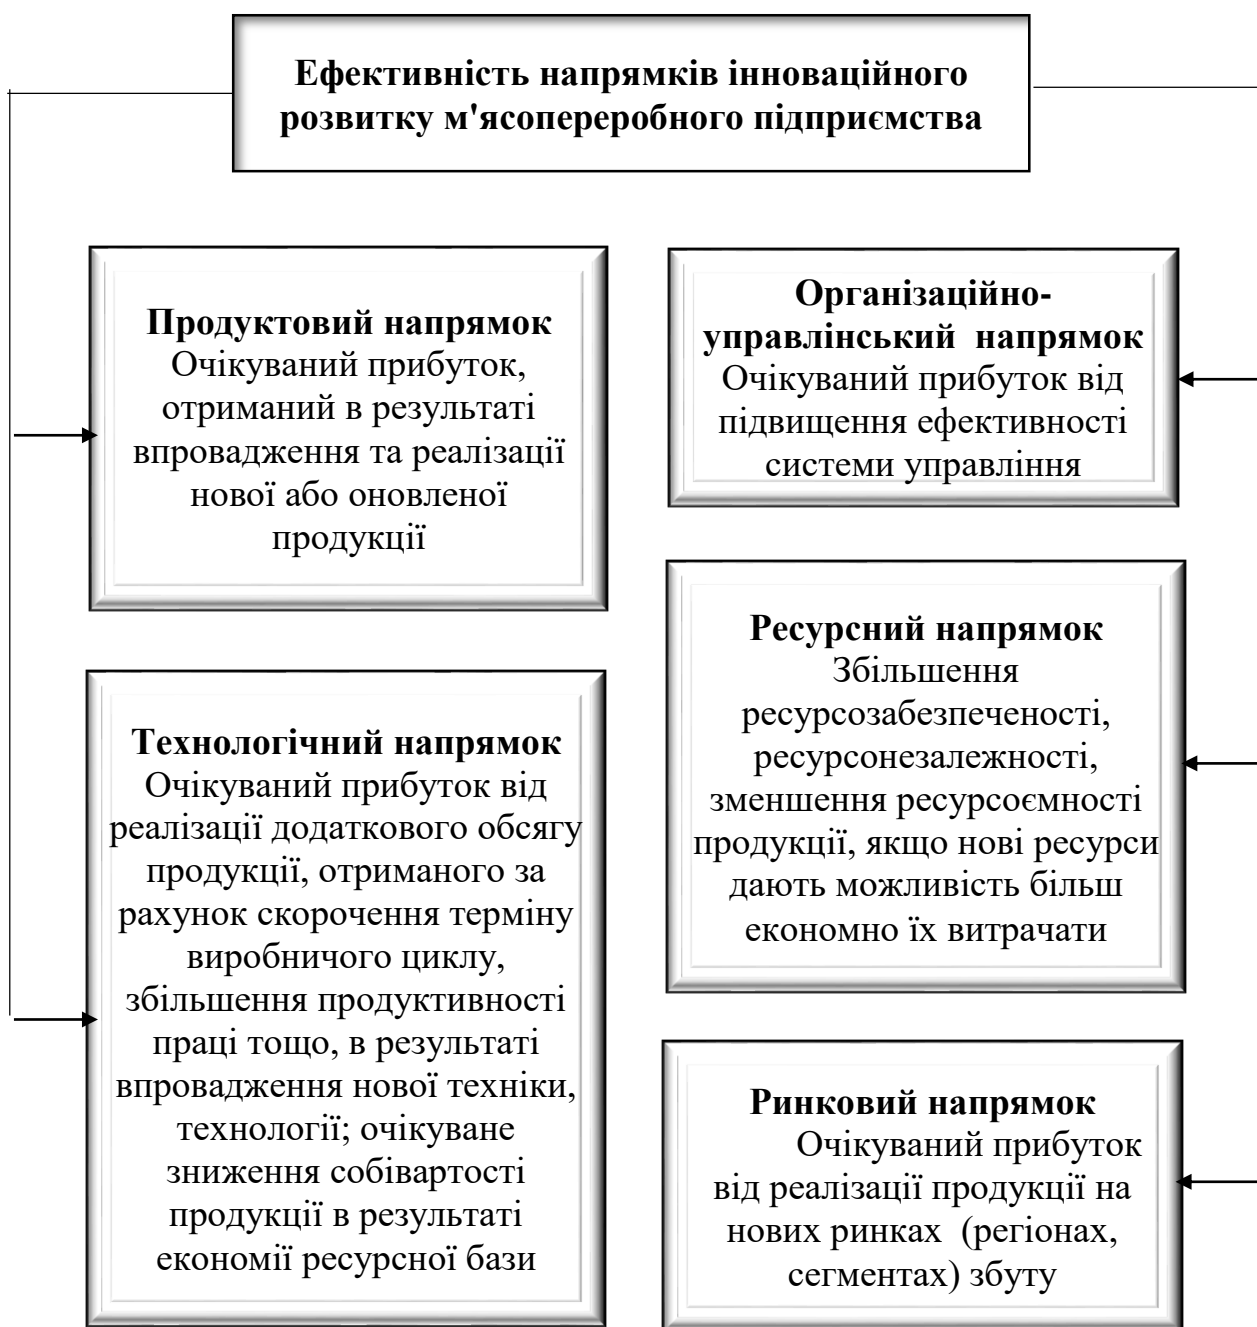 Ефективність напрямків інноваційного
розвитку м'ясопереробного підприємства
Продуктовий напрямок
Очікуваний прибуток,
отриманий в результаті
впровадження та реалізації
нової або оновленої
продукції
Технологічний напрямок
Очікуваний прибуток від
реалізації додаткового обсягу
продукції, отриманого за
рахунок скорочення терміну
виробничого циклу,
збільшення продуктивності
праці тощо, в результаті
впровадження нової техніки,
технології; очікуване
зниження собівартості
продукції в результаті
економії ресурсної бази
Організаційно-
управлінський напрямок
Очікуваний прибуток від
підвищення ефективності
системи управління
Ресурсний напрямок
Збільшення
ресурсозабезпеченості,
ресурсонезалежності,
зменшення ресурсоємності
продукції, якщо нові ресурси
дають можливість більш
економно їх витрачати
Ринковий напрямок
Очікуваний прибуток
від реалізації продукції на
нових ринках (регіонах,
сегментах) збуту